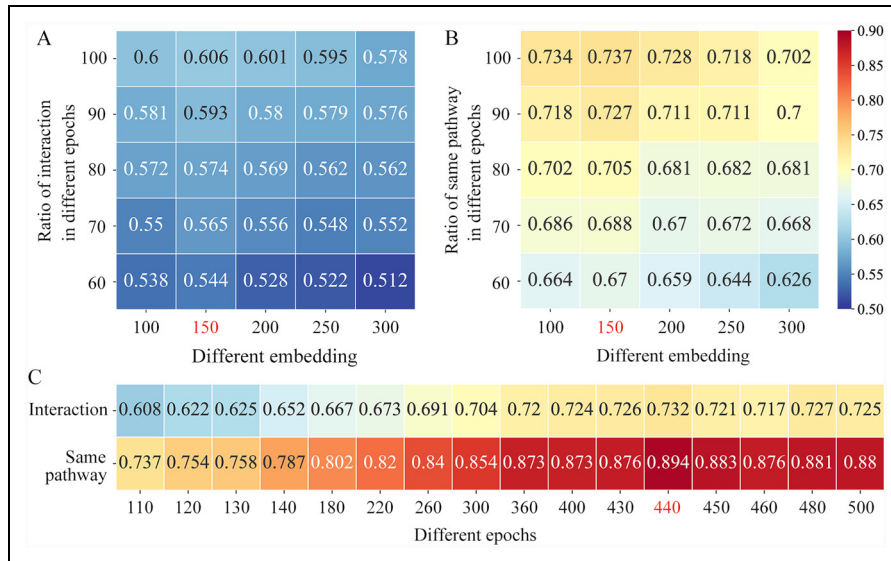 A
Ratio of interaction
in different epochs
100 0.6 0.606 0.601 0.595 0.578
90 0.581 0.593 0.58 0.579 0.576
80 0.572 0.574 0.569 0.562 0.562
70 0.55 0.565 0.556 0.548 0.552
60 0.538 0.544 0.528 0.522 0.512
100 150 200 250 300
Different embedding
B
Ratio of same pathway
in different epochs
100 0.734 0.737 0.728 0.718 0.702
90 0.718 0.727 0.711 0.711 0.7
80 0.702 0.705 0.681 0.682 0.681
70 0.686 0.688 0.67 0.672 0.668
60 0.664 0.67 0.659 0.644 0.626
100 150 200 250 300
Different embedding
0.90
0.85
0.80
0.75
0.70
0.65
0.60
0.55
0.50
C
Interaction 0.608 0.622 0.625 0.652 0.667 0.673 0.691 0.704 0.72 0.724 0.726 0.732 0.721 0.717 0.727 0.725
Same
pathway 0.737 0.754 0.758 0.787 0.802 0.82 0.84 0.854 0.873 0.873 0.876 0.894 0.883 0.876 0.881 0.88
110 120 130 140 180 220 260 300 360 400 430 440 450 460 480 500
Different epochs